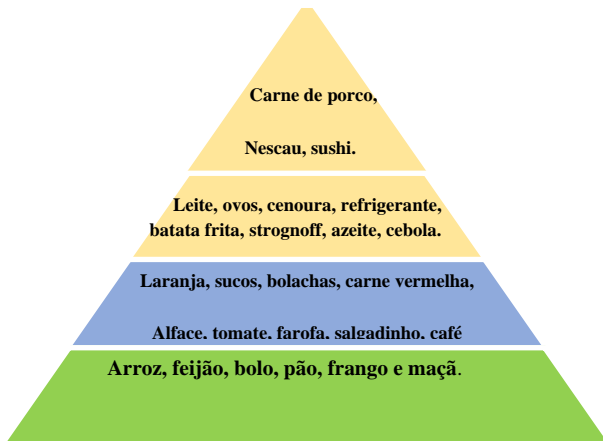 Carne de porco,
Nescau, sushi.
Leite, ovos, cenoura, refrigerante,
batata frita, strognoff, azeite, cebola.
Laranja, sucos, bolachas, carne vermelha,
Alface, tomate, farofa, salgadinho, café
Arroz, feijão, bolo, pão, frango e maçã.